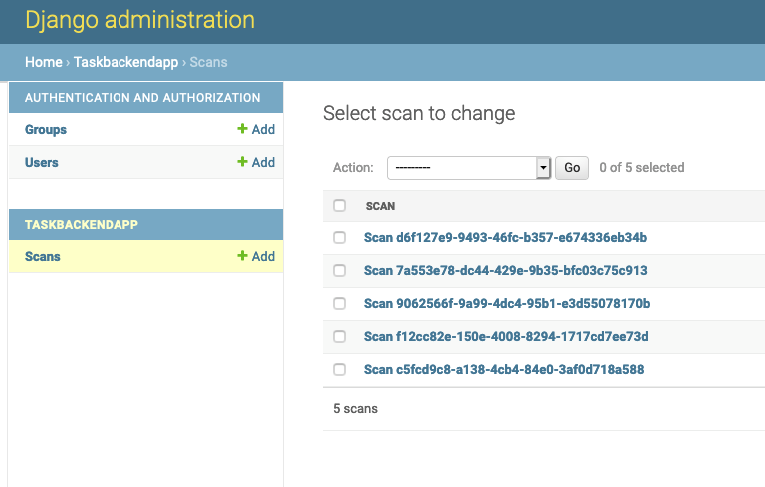 Django administration
Home › Taskbackendapp › Scans
AUTHENTICATION AND AUTHORIZATION
Groups + Add
Users + Add
TASKBACKENDAPP
Scans + Add
Select scan to change
Action: --------- Go 0 of 5 selected
SCAN
Scan d6f127e9-9493-46fc-b357-e674336eb34b
Scan 7a553e78-dc44-429e-9b35-bfc03c75c913
Scan 9062566f-9a99-4dc4-95b1-e3d55078170b
Scan f12cc82e-150e-4008-8294-1717cd7ee73d
Scan c5fcd9c8-a138-4cb4-84e0-3af0d718a588
5 scans